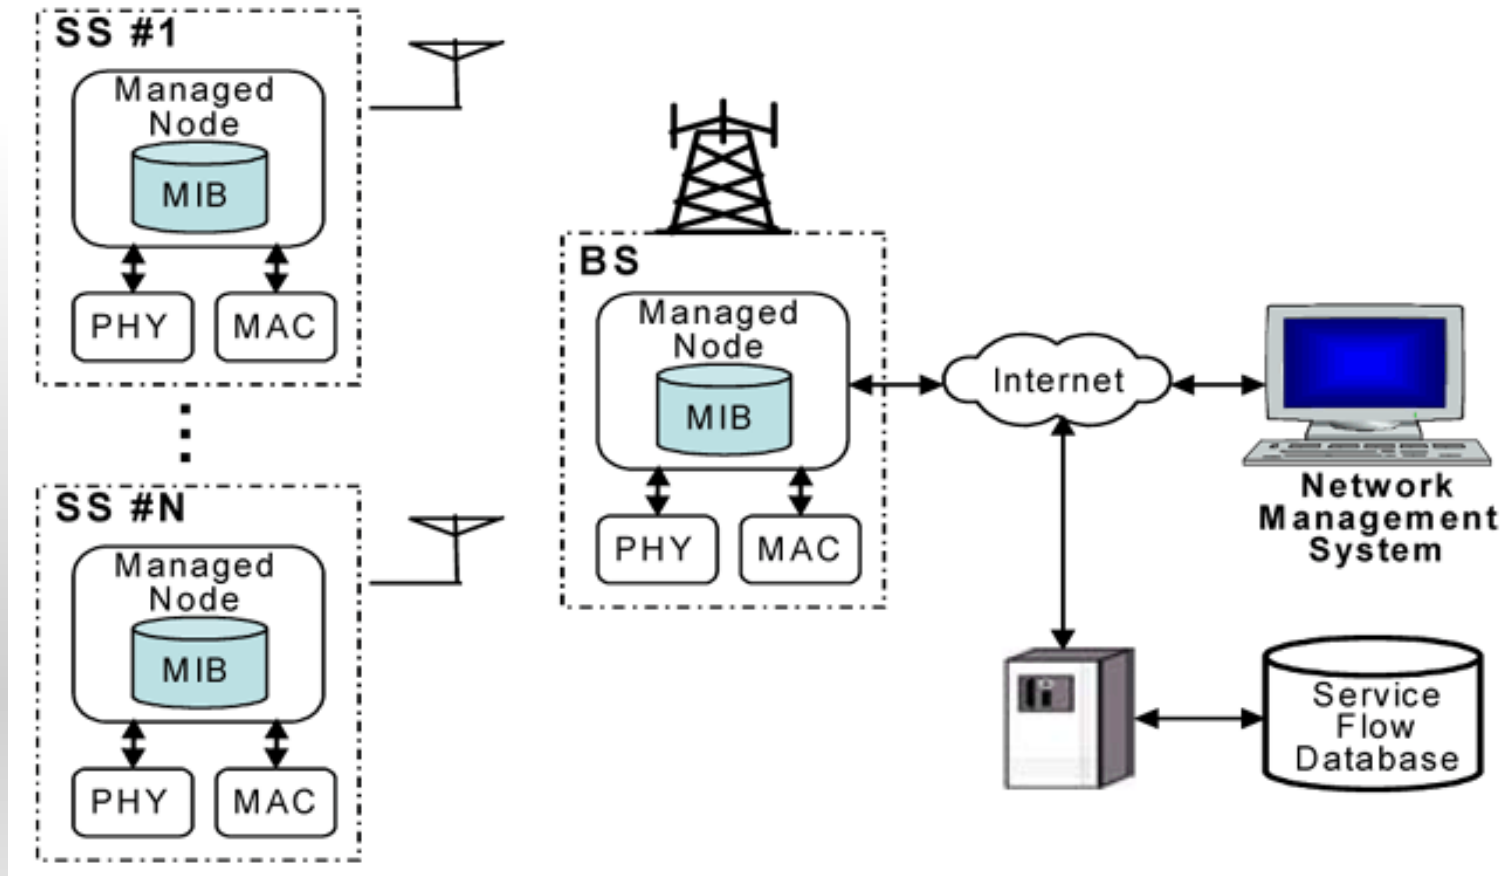 SS #1
Managed
Node
MIB
PHY
MAC
SS #N
Managed
Node
MIB
PHY
MAC
BS
Managed
Node
MIB
PHY
MAC
Internet
Network
Management
System
Service
Flow
Database